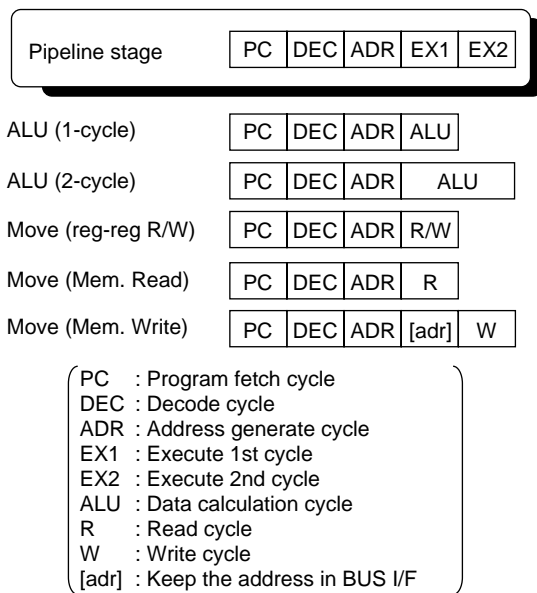 Pipeline stage PC DEC ADR EX1 EX2
ALU (1-cycle) PC DEC ADR ALU
ALU (2-cycle) PC DEC ADR ALU
Move (reg-reg R/W) PC DEC ADR R/W
Move (Mem. Read) PC DEC ADR R
Move (Mem. Write) PC DEC ADR [adr] W
PC : Program fetch cycle
DEC : Decode cycle
ADR : Address generate cycle
EX1 : Execute 1st cycle
EX2 : Execute 2nd cycle
ALU : Data calculation cycle
R : Read cycle
W : Write cycle
[adr] : Keep the address in BUS I/F